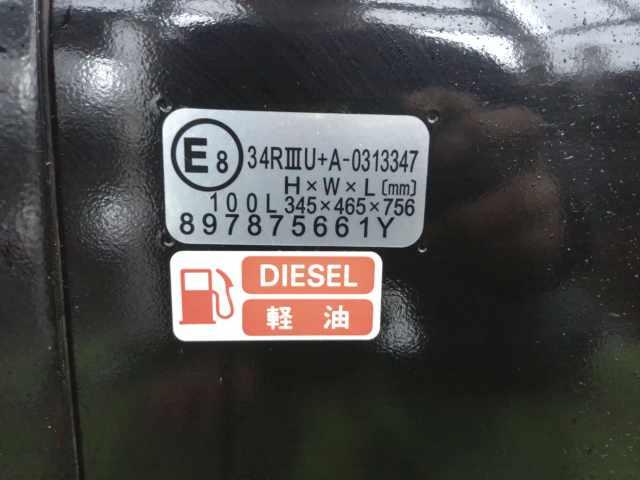 E8 34RⅢU+A-0313347
H×W×L [mm]
100L 345×465×756
897875661Y
DIESEL
軽 油